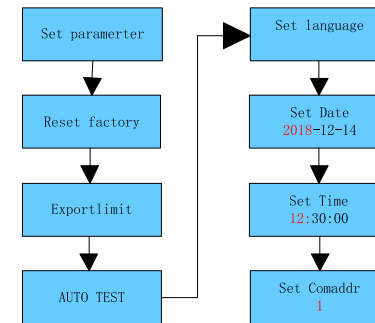 Set paramerter
Reset factory
Exportlimit
AUTO TEST
Set language
Set Date
2018-12-14
Set Time
12:30:00
Set Comaddr
1